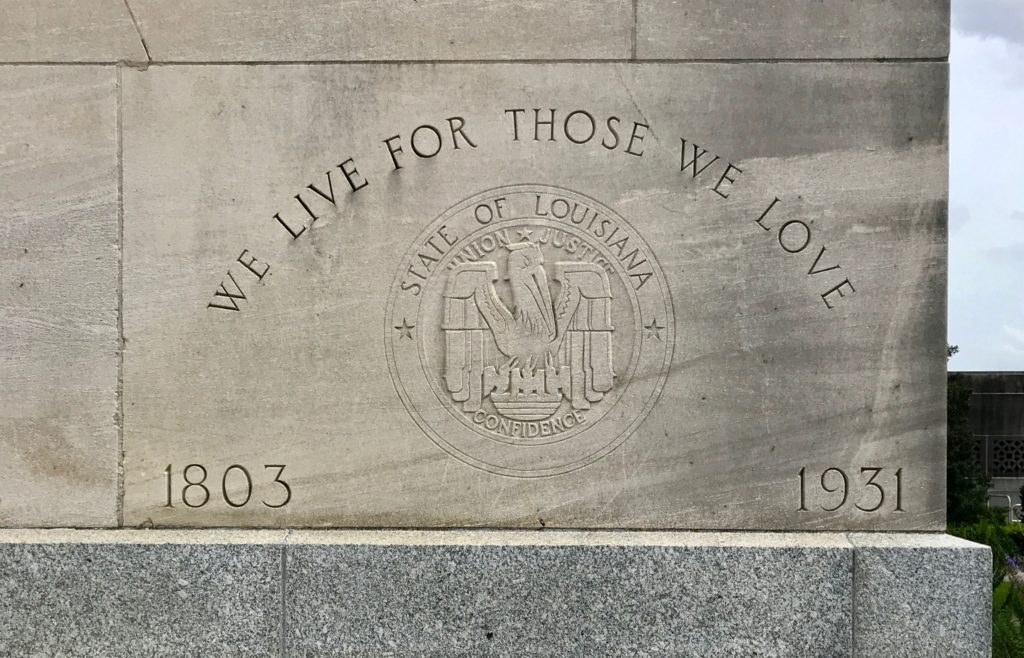 WE LIVE FOR THOSE WE LOVE
STATE OF LOUISIANA
UNION ★ JUSTICE
CONFIDENCE
1803
1931